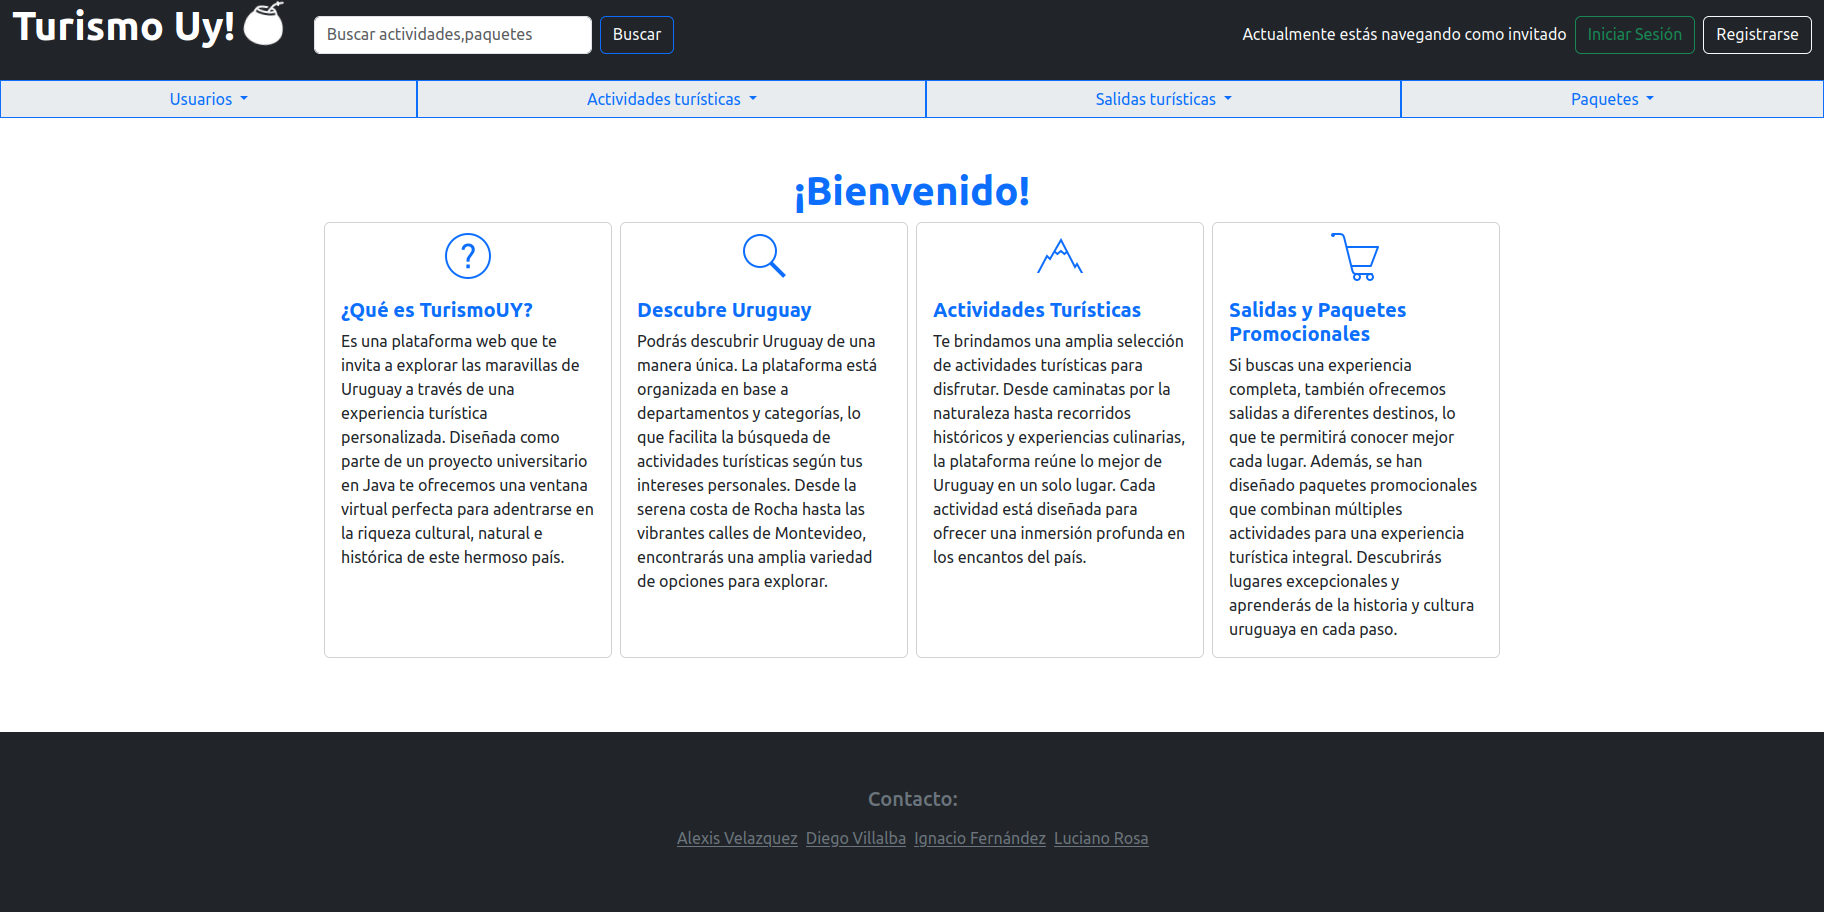 Turismo Uy!
Buscar actividades,paquetes
Buscar
Actualmente estás navegando como invitado
Iniciar Sesión
Registrarse
Usuarios
Actividades turísticas
Salidas turísticas
Paquetes
¡Bienvenido!
¿Qué es TurismoUY?
Es una plataforma web que te
invita a explorar las maravillas de
Uruguay a través de una
experiencia turística
personalizada. Diseñada como
parte de un proyecto universitario
en Java te ofrecemos una ventana
virtual perfecta para adentrarse en
la riqueza cultural, natural e
histórica de este hermoso país.
Descubre Uruguay
Podrás descubrir Uruguay de una
manera única. La plataforma está
organizada en base a
departamentos y categorías, lo
que facilita la búsqueda de
actividades turísticas según tus
intereses personales. Desde la
serena costa de Rocha hasta las
vibrantes calles de Montevideo,
encontrarás una amplia variedad
de opciones para explorar.
Actividades Turísticas
Te brindamos una amplia selección
de actividades turísticas para
disfrutar. Desde caminatas por la
naturaleza hasta recorridos
históricos y experiencias culinarias,
la plataforma reúne lo mejor de
Uruguay en un solo lugar. Cada
actividad está diseñada para
ofrecer una inmersión profunda en
los encantos del país.
Salidas y Paquetes
Promocionales
Si buscas una experiencia
completa, también ofrecemos
salidas a diferentes destinos, lo
que te permitirá conocer mejor
cada lugar. Además, se han
diseñado paquetes promocionales
que combinan múltiples
actividades para una experiencia
turística integral. Descubrirás
lugares excepcionales y
aprenderás de la historia y cultura
uruguaya en cada paso.
Contacto:
Alexis Velazquez Diego Villalba Ignacio Fernández Luciano Rosa